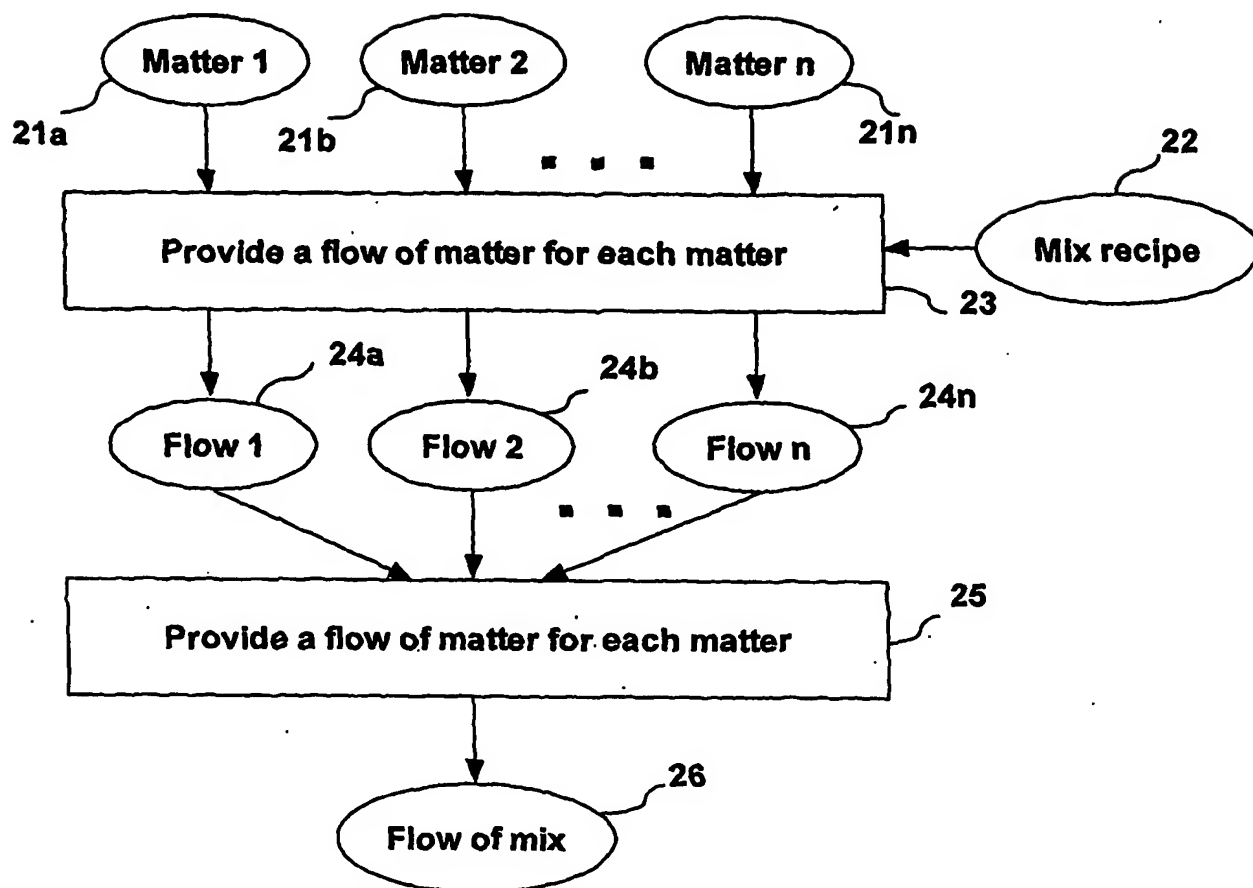 Matter 1
Matter 2
Matter n
21a
21b
21n
22
Provide a flow of matter for each matter
Mix recipe
23
24a
24b
24n
Flow 1
Flow 2
Flow n
25
Provide a flow of matter for each matter
26
Flow of mix